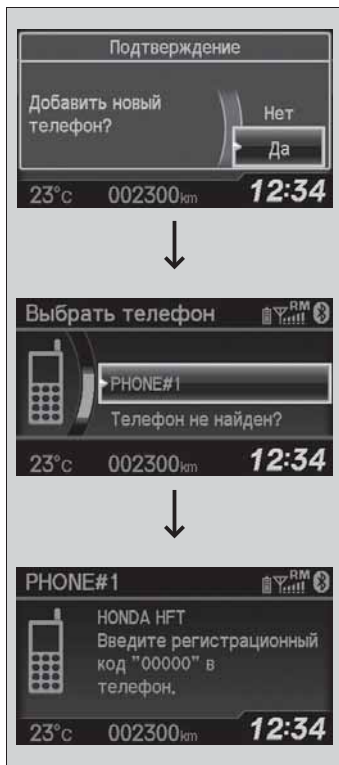 Подтверждение
Добавить новый
телефон?
Нет
Да
23°c 002300km 12:34
Выбрать телефон RM
PHONE#1
Телефон не найден?
23°c 002300km 12:34
PHONE#1 RM
HONDA HFT
Введите регистрационный
код "00000" в
телефон.
23°c 002300km 12:34